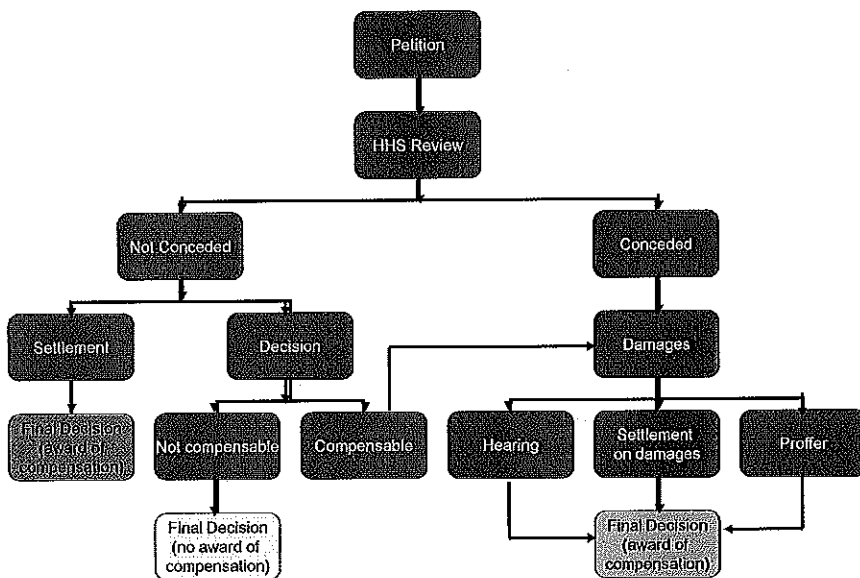 Petition
HHS Review
Not Conceded
Conceded
Settlement
Decision
Damages
Final Decision
(award of
compensation)
Not compensable
Compensable
Hearing
Settlement
on damages
Proffer
Final Decision
(no award of
compensation)
Final Decision
(award of
compensation)